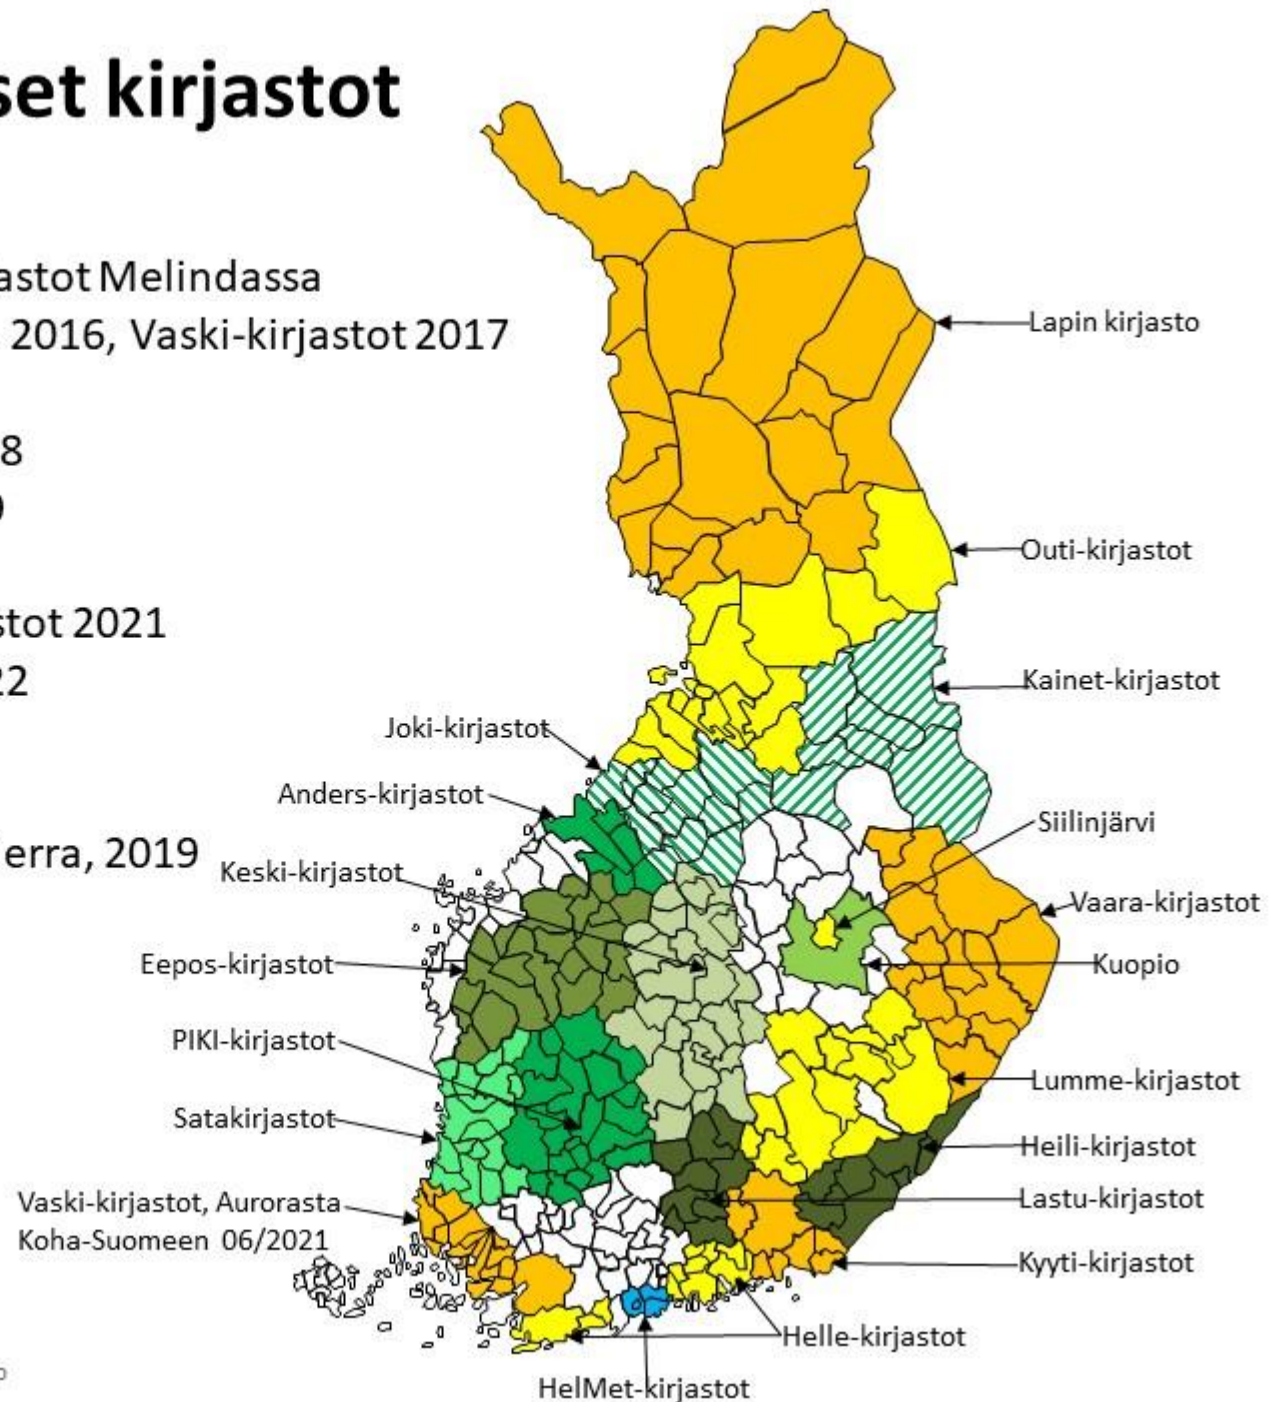 set kirjastot
astot Melindassa
2016, Vaski-kirjastot 2017
8
stot 2021
22
ierra, 2019
Lapin kirjasto
Outi-kirjastot
Kainet-kirjastot
Joki-kirjastot
Anders-kirjastot
Siilinjärvi
Keski-kirjastot
Vaara-kirjastot
Eepos-kirjastot
Kuopio
PIKI-kirjastot
Lumme-kirjastot
Satakirjastot
Heili-kirjastot
Vaski-kirjastot, Aurorasta
Koha-Suomeen 06/2021
Lastu-kirjastot
Kyyti-kirjastot
Helle-kirjastot
HelMet-kirjastot